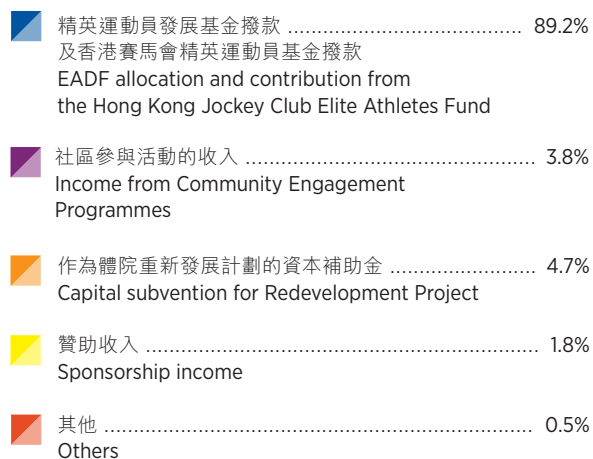 精英運動員發展基金撥款 ..................................... 89.2%
及香港賽馬會精英運動員基金撥款
EADF allocation and contribution from
the Hong Kong Jockey Club Elite Athletes Fund
社區參與活動的收入 .................................................. 3.8%
Income from Community Engagement
Programmes
作為體院重新發展計劃的資本補助金 ......................... 4.7%
Capital subvention for Redevelopment Project
贊助收入 ................................................................... 1.8%
Sponsorship income
其他 .......................................................................... 0.5%
Others